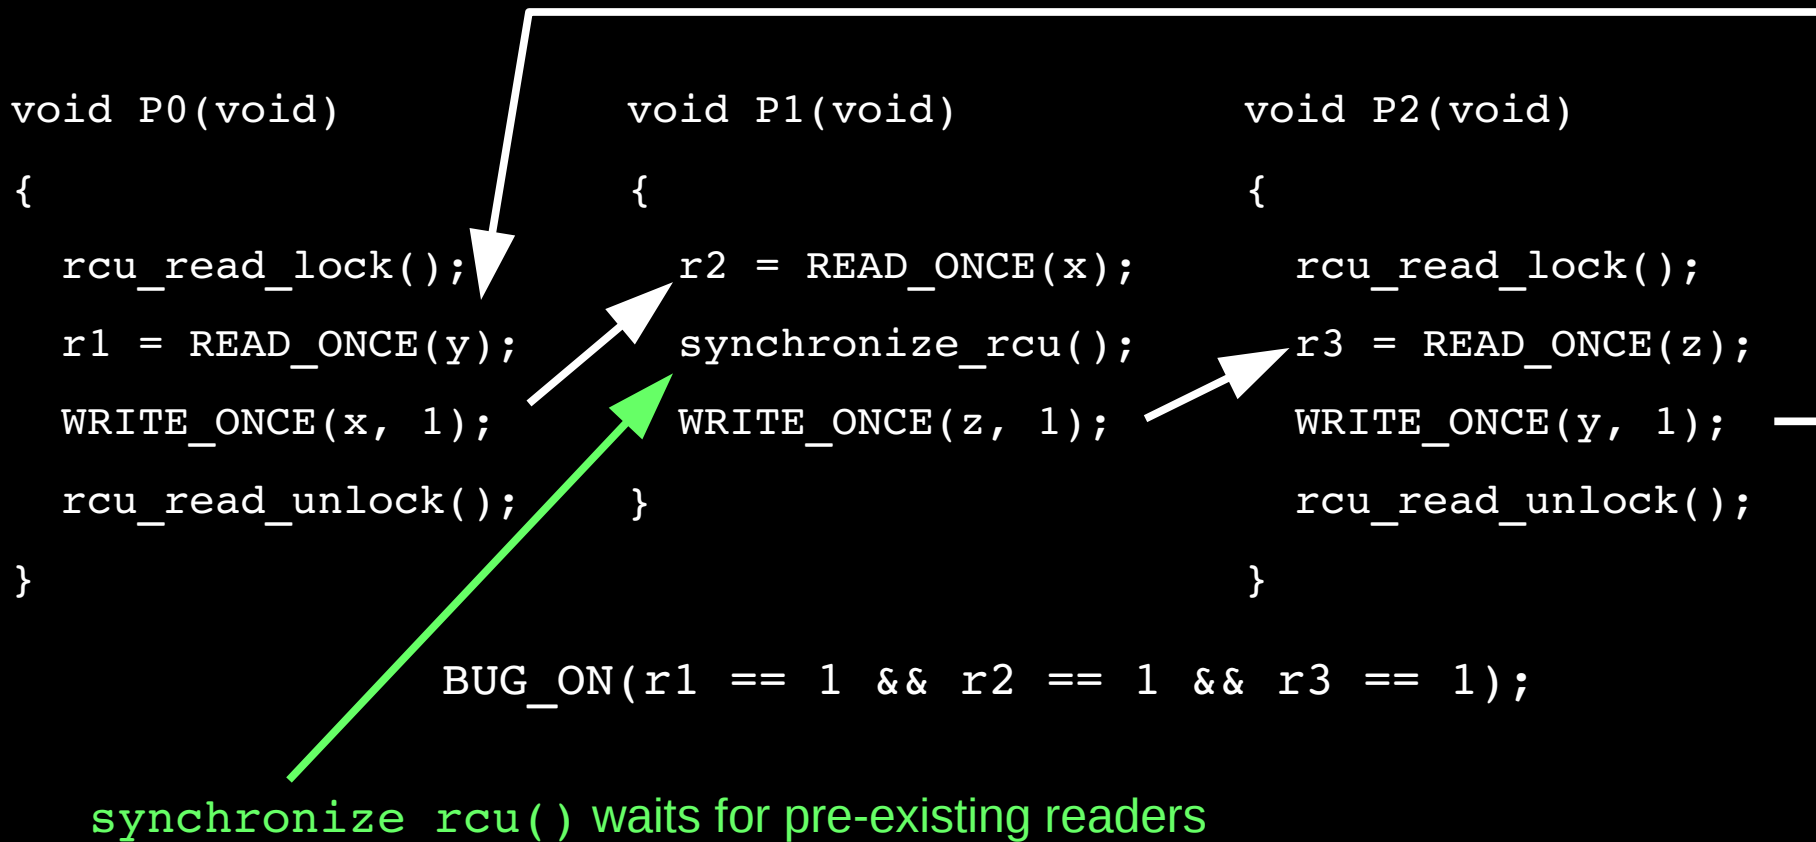 void P0(void)
{
rcu_read_lock();
r1 = READ_ONCE(y);
WRITE_ONCE(x, 1);
rcu_read_unlock();
}
void P1(void)
{
r2 = READ_ONCE(x);
synchronize_rcu();
WRITE_ONCE(z, 1);
}
void P2(void)
{
rcu_read_lock();
r3 = READ_ONCE(z);
WRITE_ONCE(y, 1);
rcu_read_unlock();
}
BUG_ON(r1 == 1 && r2 == 1 && r3 == 1);
synchronize rcu() waits for pre-existing readers